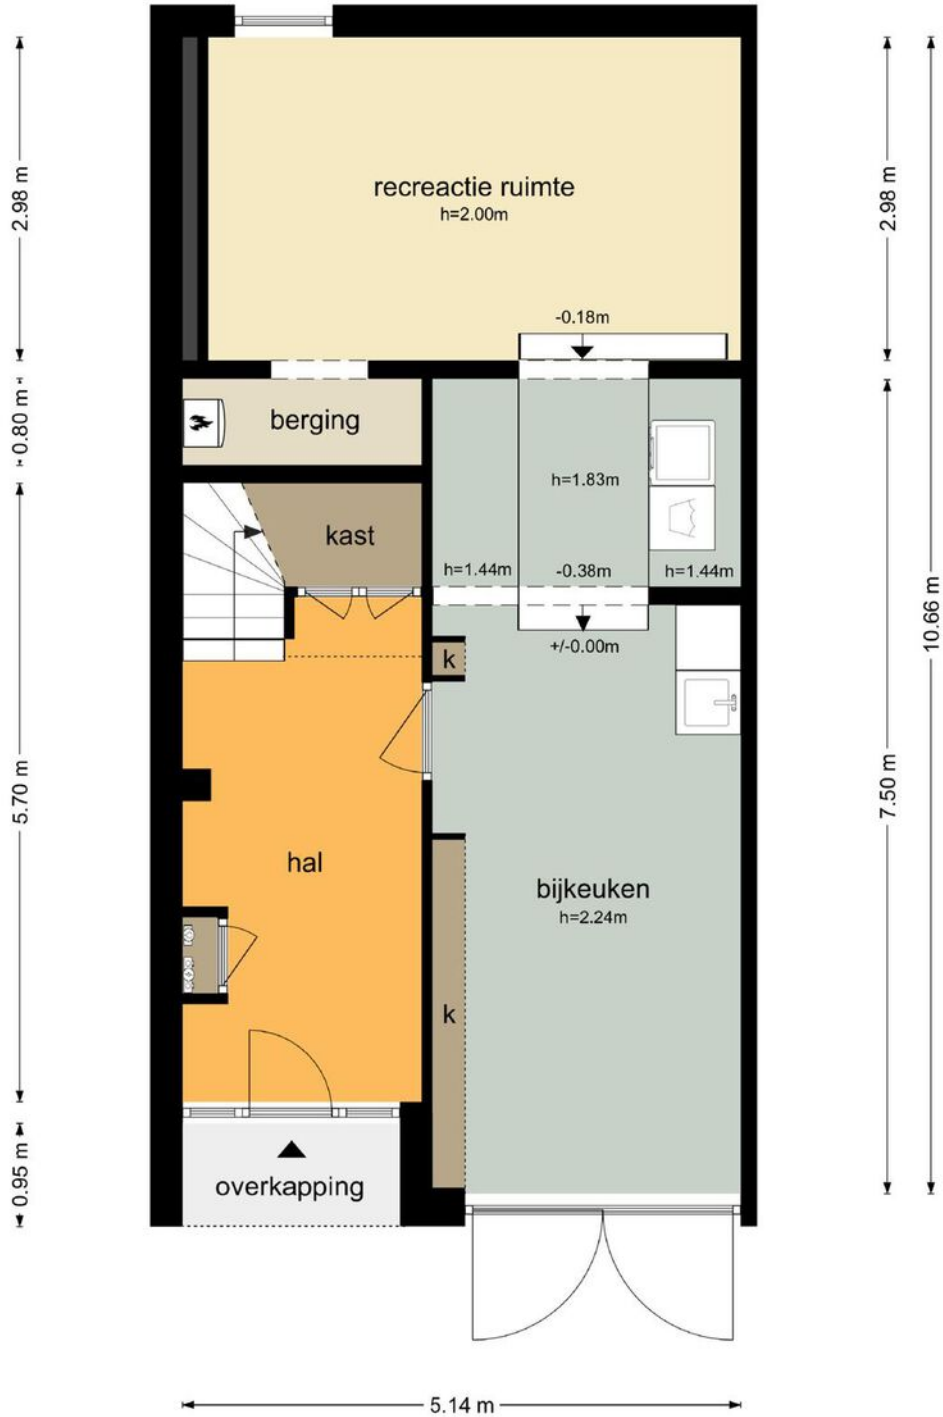 recreactie ruimte
h=2.00m
-0.18m
berging
h=1.83m
kast
h=1.44m
-0.38m
h=1.44m
+/-0.00m
k
hal
bijkeuken
h=2.24m
k
overkapping
2.98 m
0.80 m
5.70 m
0.95 m
2.98 m
7.50 m
10.66 m
5.14 m